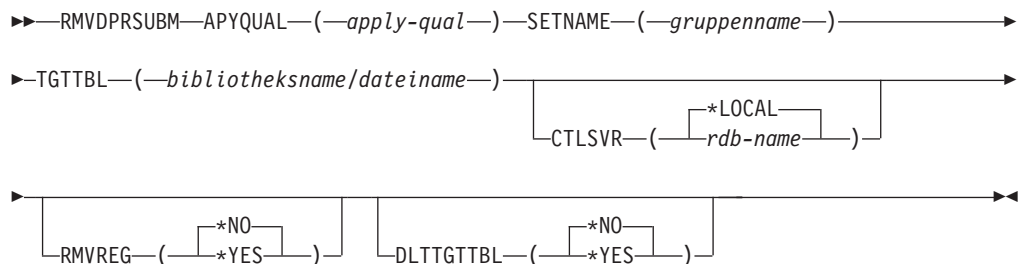 RMVDPRSUBM APYQUAL ( apply-qual ) SETNAME ( gruppenname )
TGTTBL ( bibliotheksname/dateiname )
*LOCAL
CTLSVR ( rdb-name )
*NO *NO
RMVREG ( *YES ) DLTTGTTBL ( *YES )